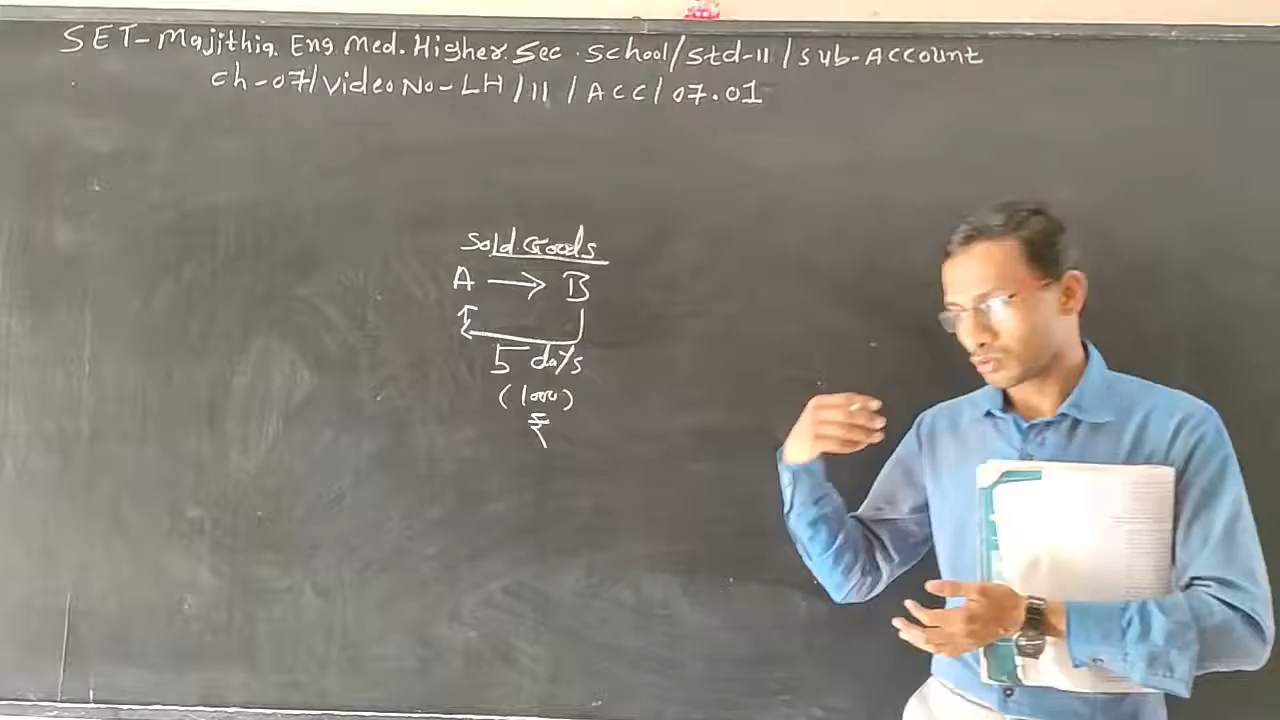 SET-Majithia. Eng Med. Higher. Sec. School/Std-11/Sub-Account
Ch-07/Video No-LH/11/ACC/07.01
Sold Goods
A → B
5 days
(1000)
₹